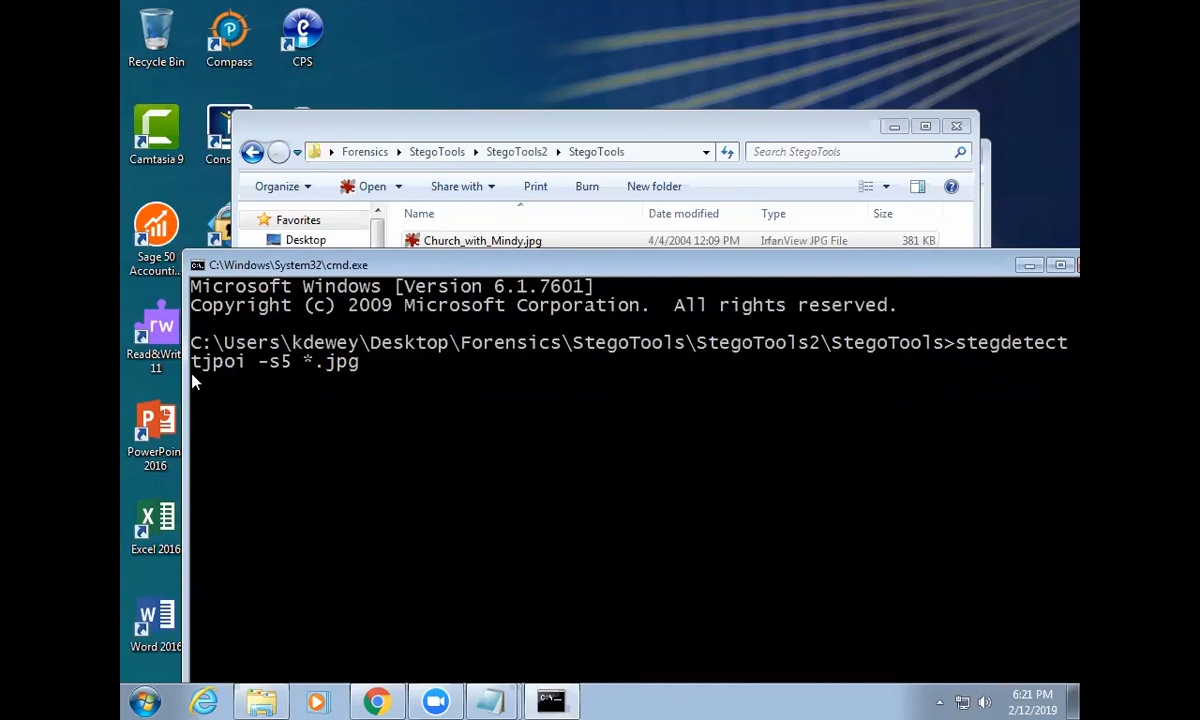 Recycle Bin
Compass
CPS
Camtasia 9
Cons
Forensics StegoTools StegoTools2 StegoTools
Search StegoTools
Organize Open Share with Print Burn New folder
Favorites
Name Date modified Type Size
Desktop
Church_with_Mindy.jpg 4/4/2004 12:09 PM IrfanView JPG File 381 KB
Sage 50
Accounti...
C:\Windows\System32\cmd.exe
Microsoft Windows [Version 6.1.7601]
Copyright (c) 2009 Microsoft Corporation.  All rights reserved.
C:\Users\kdewey\Desktop\Forensics\StegoTools\StegoTools2\StegoTools>stegdetect
tjpoi -s5 *.jpg
rw
Read&Writ
11
PowerPoin
2016
Excel 2016
Word 2016
6:21 PM
2/12/2019